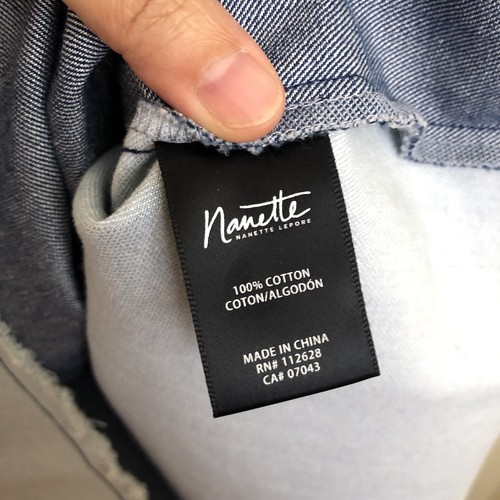 Nanette
NANETTE LEPORE
100% COTTON
COTON/ALGODÓN
MADE IN CHINA
RN# 112628
CA# 07043